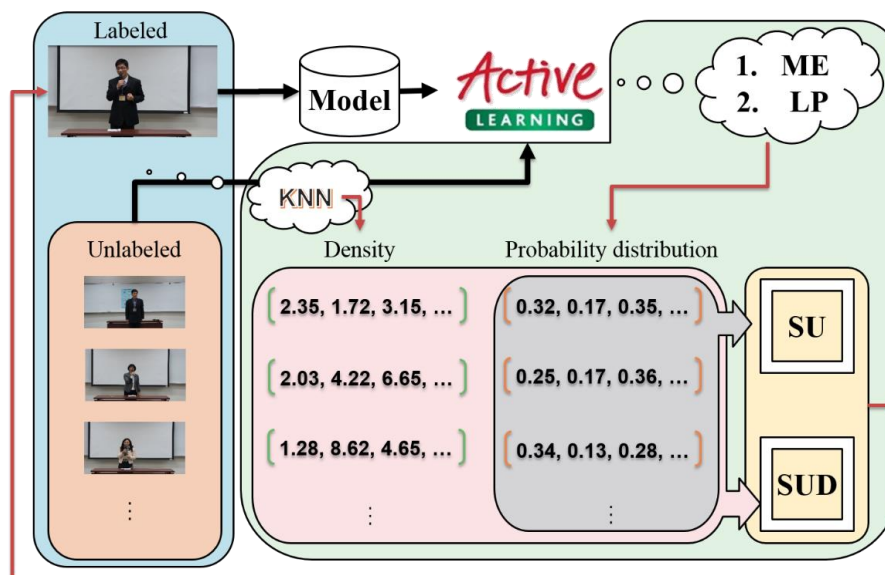 Labeled
Model
Active
LEARNING
1. ME
2. LP
KNN
Unlabeled
Density
Probability distribution
2.35, 1.72, 3.15, ...
0.32, 0.17, 0.35, ...
SU
2.03, 4.22, 6.65, ...
0.25, 0.17, 0.36, ...
1.28, 8.62, 4.65, ...
0.34, 0.13, 0.28, ...
SUD